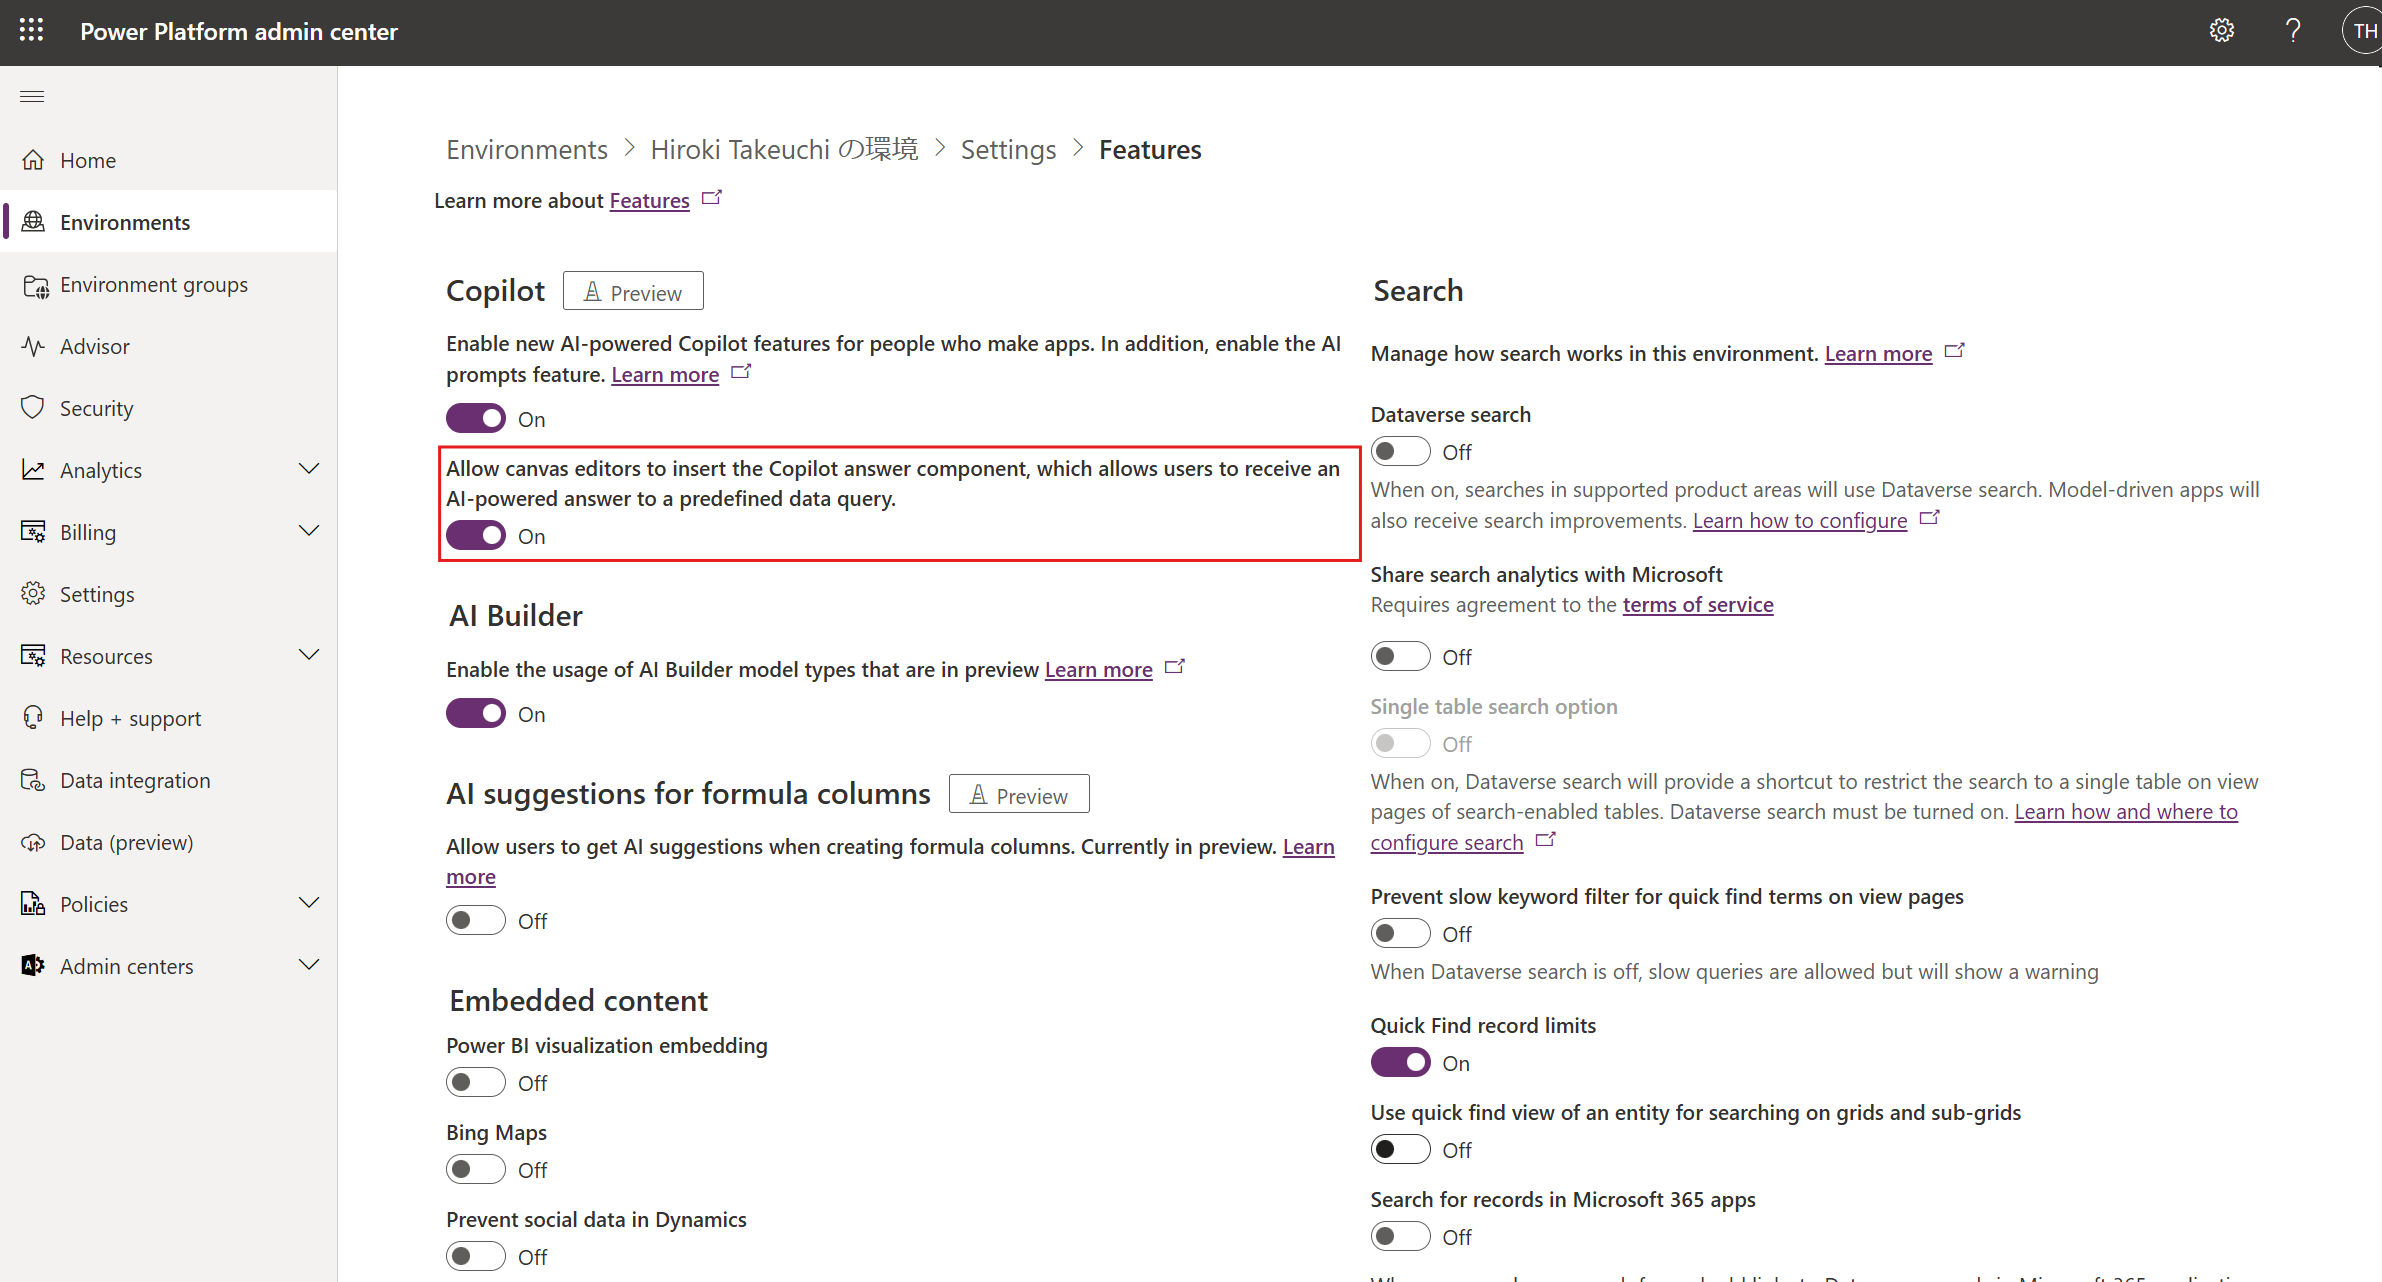 Power Platform admin center
TH
Home
Environments
Environment groups
Advisor
Security
Analytics
Billing
Settings
Resources
Help + support
Data integration
Data (preview)
Policies
Admin centers
Environments > Hiroki Takeuchi の環境 > Settings > Features
Learn more about Features
Copilot Preview
Enable new AI-powered Copilot features for people who make apps. In addition, enable the AI
prompts feature. Learn more
On
Allow canvas editors to insert the Copilot answer component, which allows users to receive an
AI-powered answer to a predefined data query.
On
AI Builder
Enable the usage of AI Builder model types that are in preview Learn more
On
AI suggestions for formula columns Preview
Allow users to get AI suggestions when creating formula columns. Currently in preview. Learn
more
Off
Embedded content
Power BI visualization embedding
Off
Bing Maps
Off
Prevent social data in Dynamics
Off
Search
Manage how search works in this environment. Learn more
Dataverse search
Off
When on, searches in supported product areas will use Dataverse search. Model-driven apps will
also receive search improvements. Learn how to configure
Share search analytics with Microsoft
Requires agreement to the terms of service
Off
Single table search option
Off
When on, Dataverse search will provide a shortcut to restrict the search to a single table on view
pages of search-enabled tables. Dataverse search must be turned on. Learn how and where to
configure search
Prevent slow keyword filter for quick find terms on view pages
Off
When Dataverse search is off, slow queries are allowed but will show a warning
Quick Find record limits
On
Use quick find view of an entity for searching on grids and sub-grids
Off
Search for records in Microsoft 365 apps
Off